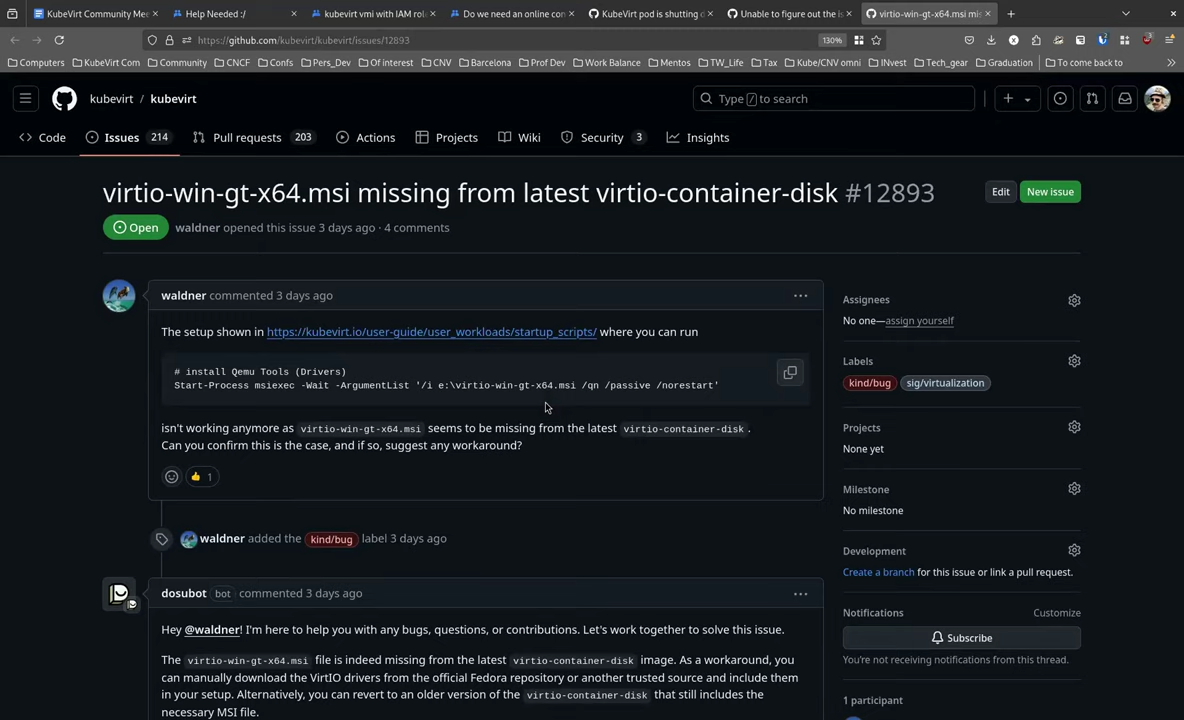 KubeVirt Community Mee
Help Needed :/
kubevirt vmi with IAM rol
Do we need an online con
KubeVirt pod is shutting d
Unable to figure out the is
virtio-win-gt-x64.msi mis
https://github.com/kubevirt/kubevirt/issues/12893
130%
Computers
KubeVirt Com
Community
CNCF
Confs
Pers_Dev
Of interest
CNV
Barcelona
Prof Dev
Work Balance
Mentos
TW_Life
Tax
Kube/CNV omni
INvest
Tech_gear
Graduation
To come back to
kubevirt / kubevirt
Type / to search
Code
Issues 214
Pull requests 203
Actions
Projects
Wiki
Security 3
Insights
virtio-win-gt-x64.msi missing from latest virtio-container-disk #12893
Edit
New issue
Open
waldner opened this issue 3 days ago · 4 comments
waldner commented 3 days ago
The setup shown in https://kubevirt.io/user-guide/user_workloads/startup_scripts/ where you can run
# install Qemu Tools (Drivers)
Start-Process msiexec -Wait -ArgumentList '/i e:\virtio-win-gt-x64.msi /qn /passive /norestart'
isn't working anymore as virtio-win-gt-x64.msi seems to be missing from the latest virtio-container-disk.
Can you confirm this is the case, and if so, suggest any workaround?
👍 1
waldner added the kind/bug label 3 days ago
dosubot bot commented 3 days ago
Hey @waldner! I'm here to help you with any bugs, questions, or contributions. Let's work together to solve this issue.
The virtio-win-gt-x64.msi file is indeed missing from the latest virtio-container-disk image. As a workaround, you
can manually download the VirtIO drivers from the official Fedora repository or another trusted source and include them
in your setup. Alternatively, you can revert to an older version of the virtio-container-disk that still includes the
necessary MSI file.
Assignees
No one—assign yourself
Labels
kind/bug
sig/virtualization
Projects
None yet
Milestone
No milestone
Development
Create a branch for this issue or link a pull request.
Notifications
Customize
Subscribe
You're not receiving notifications from this thread.
1 participant